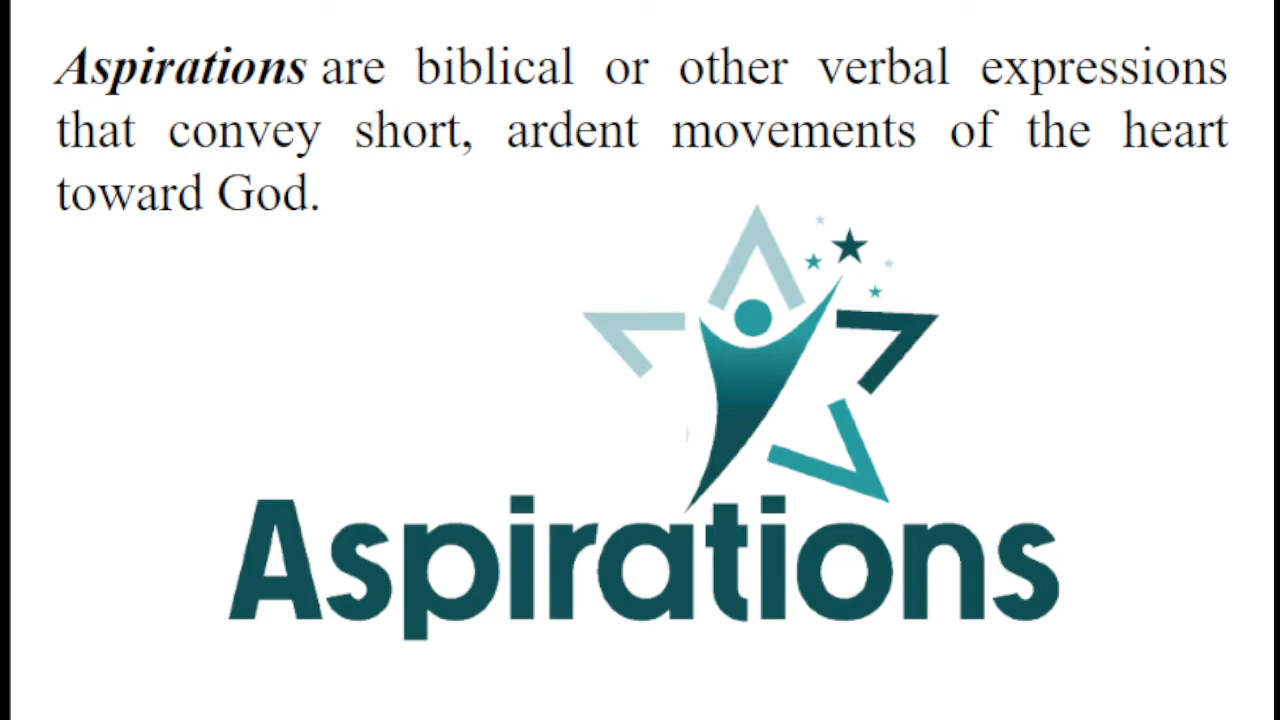 Aspirations are biblical or other verbal expressions
that convey short, ardent movements of the heart
toward God.
Aspirations